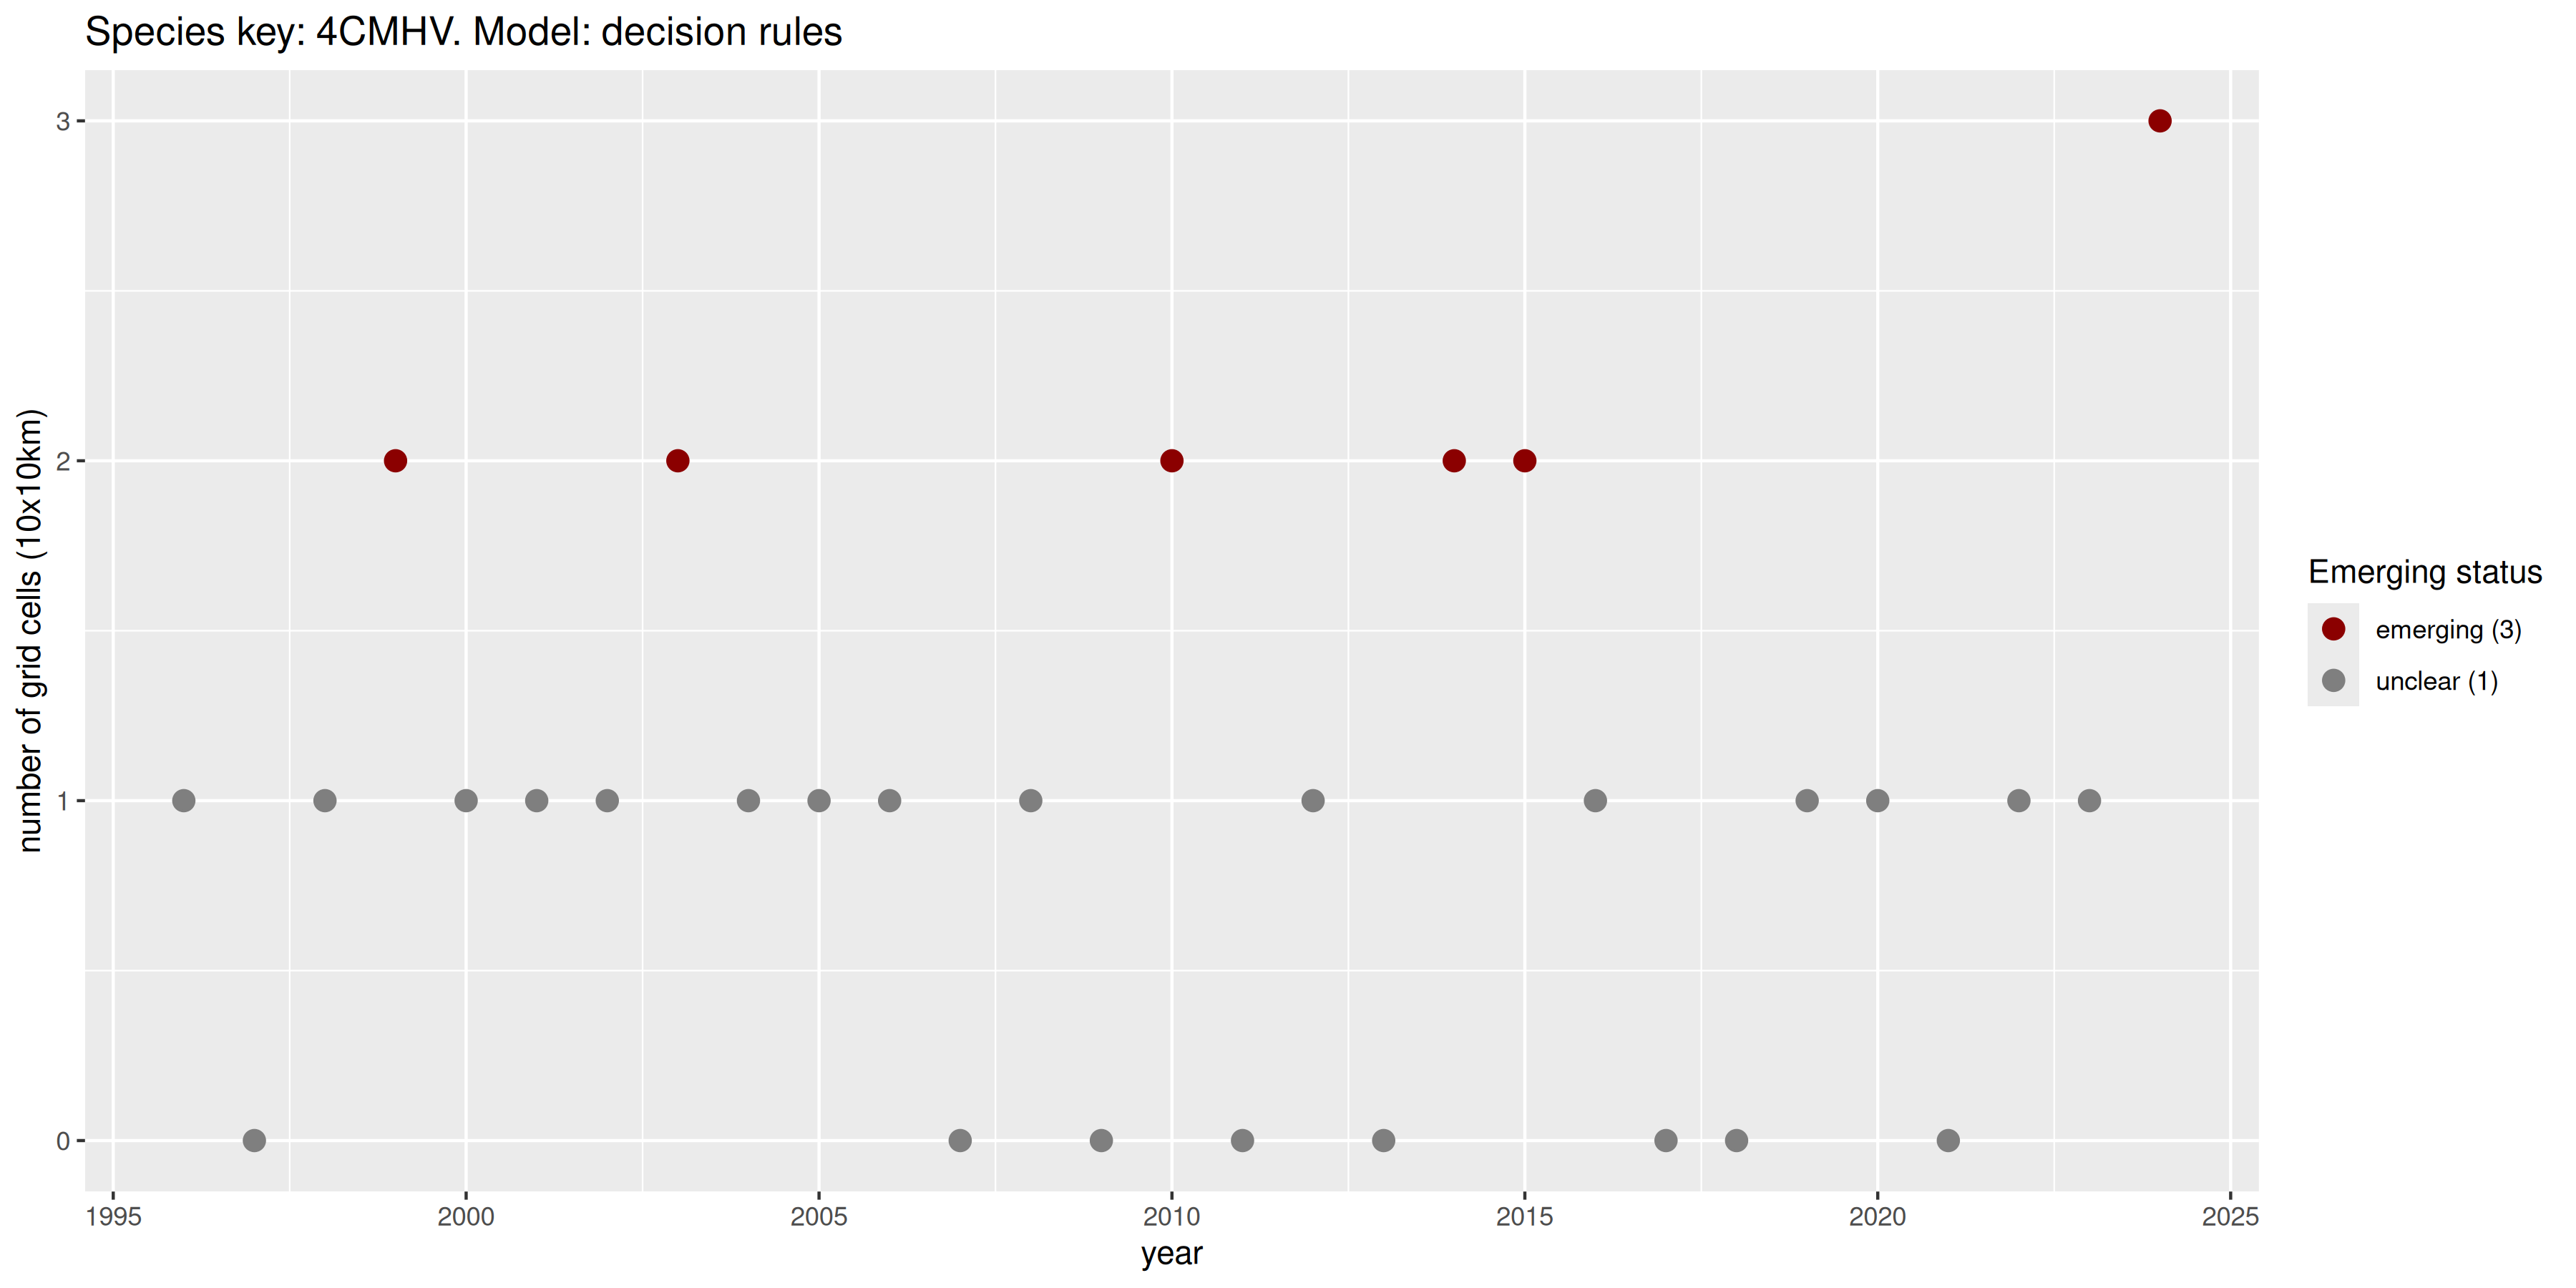 Species key: 4CMHV. Model: decision rules
3
2
1
0
number of grid cells (10x10km)
1995 2000 2005 2010 2015 2020 2025
year
Emerging status
emerging (3)
unclear (1)